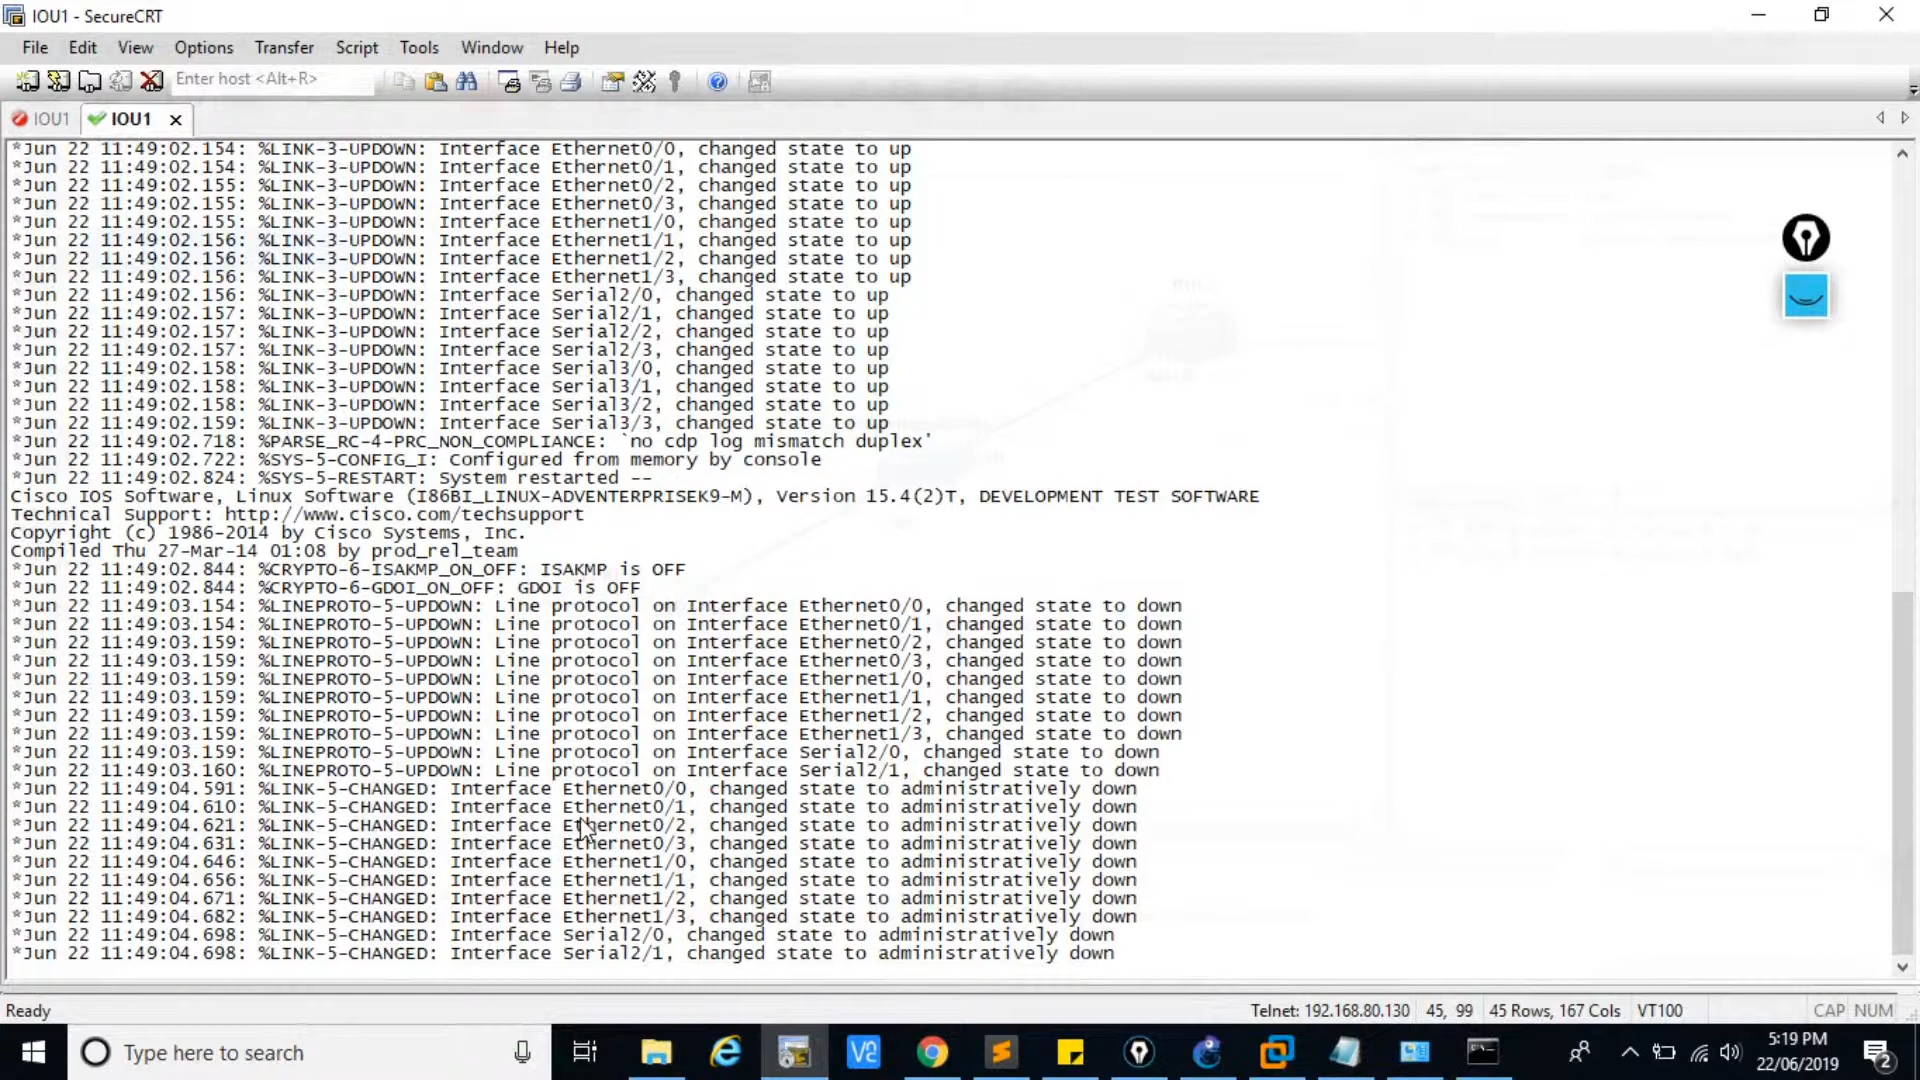 IOU1 - SecureCRT
File Edit View Options Transfer Script Tools Window Help
Enter host <Alt+R>
IOU1 IOU1
*Jun 22 11:49:02.154: %LINK-3-UPDOWN: Interface Ethernet0/0, changed state to up
*Jun 22 11:49:02.154: %LINK-3-UPDOWN: Interface Ethernet0/1, changed state to up
*Jun 22 11:49:02.155: %LINK-3-UPDOWN: Interface Ethernet0/2, changed state to up
*Jun 22 11:49:02.155: %LINK-3-UPDOWN: Interface Ethernet0/3, changed state to up
*Jun 22 11:49:02.155: %LINK-3-UPDOWN: Interface Ethernet1/0, changed state to up
*Jun 22 11:49:02.156: %LINK-3-UPDOWN: Interface Ethernet1/1, changed state to up
*Jun 22 11:49:02.156: %LINK-3-UPDOWN: Interface Ethernet1/2, changed state to up
*Jun 22 11:49:02.156: %LINK-3-UPDOWN: Interface Ethernet1/3, changed state to up
*Jun 22 11:49:02.156: %LINK-3-UPDOWN: Interface Serial2/0, changed state to up
*Jun 22 11:49:02.157: %LINK-3-UPDOWN: Interface Serial2/1, changed state to up
*Jun 22 11:49:02.157: %LINK-3-UPDOWN: Interface Serial2/2, changed state to up
*Jun 22 11:49:02.157: %LINK-3-UPDOWN: Interface Serial2/3, changed state to up
*Jun 22 11:49:02.158: %LINK-3-UPDOWN: Interface Serial3/0, changed state to up
*Jun 22 11:49:02.158: %LINK-3-UPDOWN: Interface Serial3/1, changed state to up
*Jun 22 11:49:02.158: %LINK-3-UPDOWN: Interface Serial3/2, changed state to up
*Jun 22 11:49:02.159: %LINK-3-UPDOWN: Interface Serial3/3, changed state to up
*Jun 22 11:49:02.718: %PARSE_RC-4-PRC_NON_COMPLIANCE: `no cdp log mismatch duplex'
*Jun 22 11:49:02.722: %SYS-5-CONFIG_I: Configured from memory by console
*Jun 22 11:49:02.824: %SYS-5-RESTART: System restarted --
Cisco IOS Software, Linux Software (I86BI_LINUX-ADVENTERPRISEK9-M), Version 15.4(2)T, DEVELOPMENT TEST SOFTWARE
Technical Support: http://www.cisco.com/techsupport
Copyright (c) 1986-2014 by Cisco Systems, Inc.
Compiled Thu 27-Mar-14 01:08 by prod_rel_team
*Jun 22 11:49:02.844: %CRYPTO-6-ISAKMP_ON_OFF: ISAKMP is OFF
*Jun 22 11:49:02.844: %CRYPTO-6-GDOI_ON_OFF: GDOI is OFF
*Jun 22 11:49:03.154: %LINEPROTO-5-UPDOWN: Line protocol on Interface Ethernet0/0, changed state to down
*Jun 22 11:49:03.154: %LINEPROTO-5-UPDOWN: Line protocol on Interface Ethernet0/1, changed state to down
*Jun 22 11:49:03.159: %LINEPROTO-5-UPDOWN: Line protocol on Interface Ethernet0/2, changed state to down
*Jun 22 11:49:03.159: %LINEPROTO-5-UPDOWN: Line protocol on Interface Ethernet0/3, changed state to down
*Jun 22 11:49:03.159: %LINEPROTO-5-UPDOWN: Line protocol on Interface Ethernet1/0, changed state to down
*Jun 22 11:49:03.159: %LINEPROTO-5-UPDOWN: Line protocol on Interface Ethernet1/1, changed state to down
*Jun 22 11:49:03.159: %LINEPROTO-5-UPDOWN: Line protocol on Interface Ethernet1/2, changed state to down
*Jun 22 11:49:03.159: %LINEPROTO-5-UPDOWN: Line protocol on Interface Ethernet1/3, changed state to down
*Jun 22 11:49:03.159: %LINEPROTO-5-UPDOWN: Line protocol on Interface Serial2/0, changed state to down
*Jun 22 11:49:03.160: %LINEPROTO-5-UPDOWN: Line protocol on Interface Serial2/1, changed state to down
*Jun 22 11:49:04.591: %LINK-5-CHANGED: Interface Ethernet0/0, changed state to administratively down
*Jun 22 11:49:04.610: %LINK-5-CHANGED: Interface Ethernet0/1, changed state to administratively down
*Jun 22 11:49:04.621: %LINK-5-CHANGED: Interface Ethernet0/2, changed state to administratively down
*Jun 22 11:49:04.631: %LINK-5-CHANGED: Interface Ethernet0/3, changed state to administratively down
*Jun 22 11:49:04.646: %LINK-5-CHANGED: Interface Ethernet1/0, changed state to administratively down
*Jun 22 11:49:04.656: %LINK-5-CHANGED: Interface Ethernet1/1, changed state to administratively down
*Jun 22 11:49:04.671: %LINK-5-CHANGED: Interface Ethernet1/2, changed state to administratively down
*Jun 22 11:49:04.682: %LINK-5-CHANGED: Interface Ethernet1/3, changed state to administratively down
*Jun 22 11:49:04.698: %LINK-5-CHANGED: Interface Serial2/0, changed state to administratively down
*Jun 22 11:49:04.698: %LINK-5-CHANGED: Interface Serial2/1, changed state to administratively down
Ready Telnet: 192.168.80.130 45, 99 45 Rows, 167 Cols VT100 CAP NUM
Type here to search
5:19 PM
22/06/2019
2